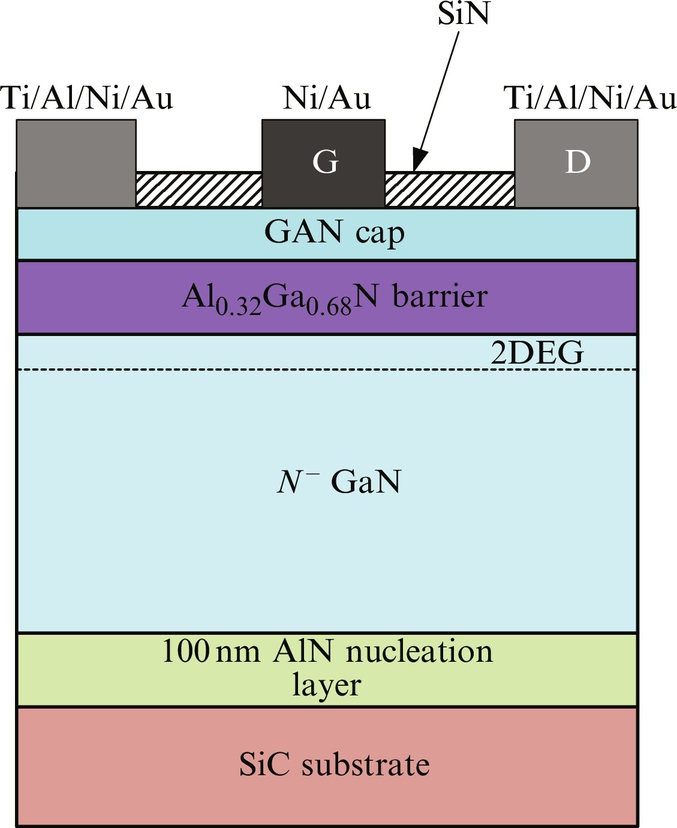 SiN
Ti/Al/Ni/Au Ni/Au Ti/Al/Ni/Au
G D
GAN cap
Al₀.₃₂Ga₀.₆₈N barrier
2DEG
N⁻ GaN
100 nm AlN nucleation
layer
SiC substrate